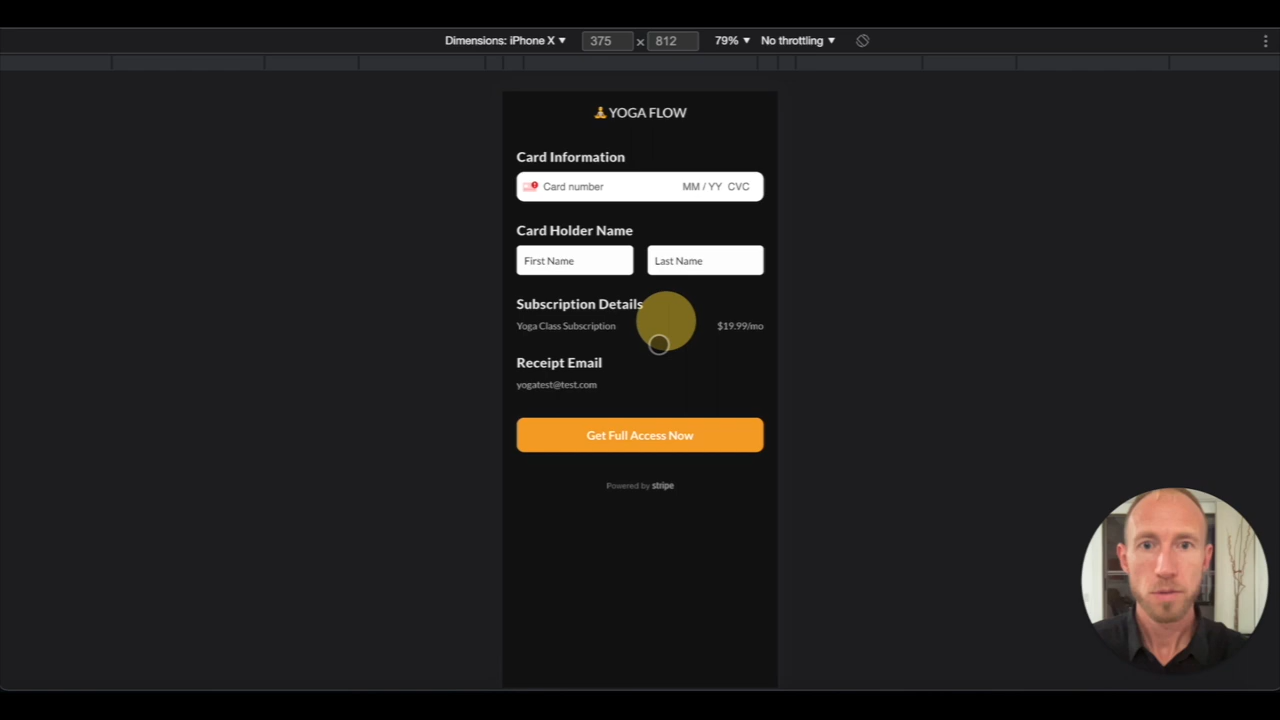 Dimensions: iPhone X ▼ 375 × 812 79% ▼ No throttling ▼
YOGA FLOW
Card Information
Card number MM / YY CVC
Card Holder Name
First Name Last Name
Subscription Details
Yoga Class Subscription $19.99/mo
Receipt Email
yogatest@test.com
Get Full Access Now
Powered by stripe